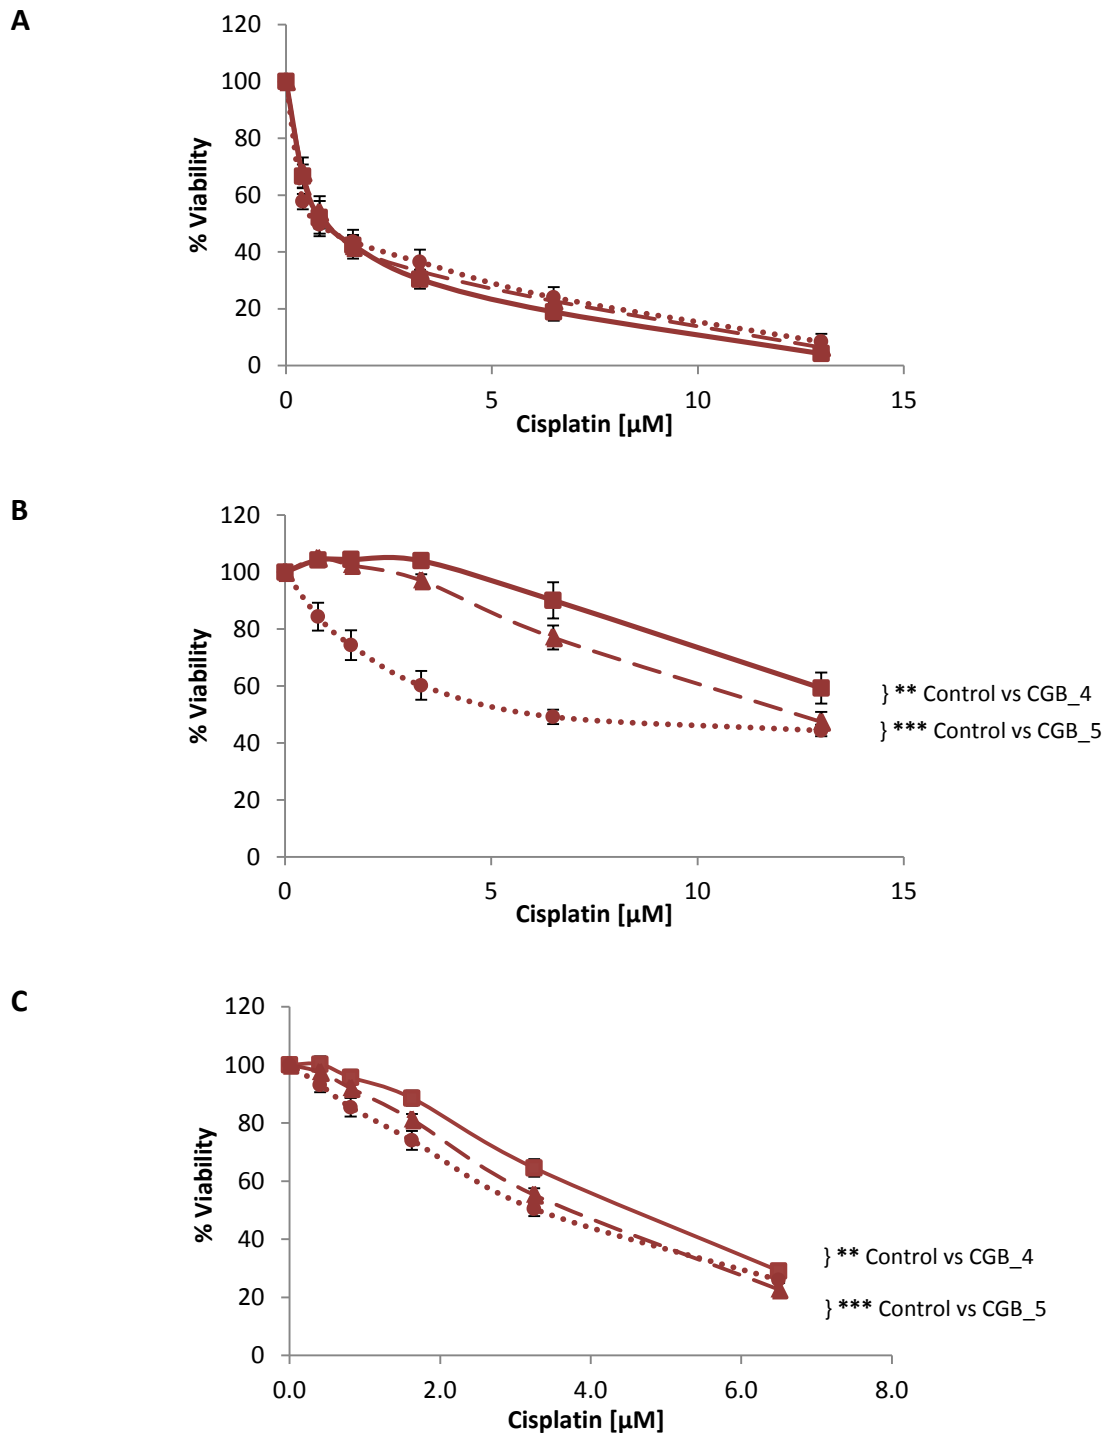 A
120
100
80
60
40
20
0
% Viability
0 5 10 15
Cisplatin [µM]
B
120
100
80
60
40
20
0
% Viability
} ** Control vs CGB_4
} *** Control vs CGB_5
0 5 10 15
Cisplatin [µM]
C
120
100
80
60
40
20
0
% Viability
} ** Control vs CGB_4
} *** Control vs CGB_5
0.0 2.0 4.0 6.0 8.0
Cisplatin [µM]